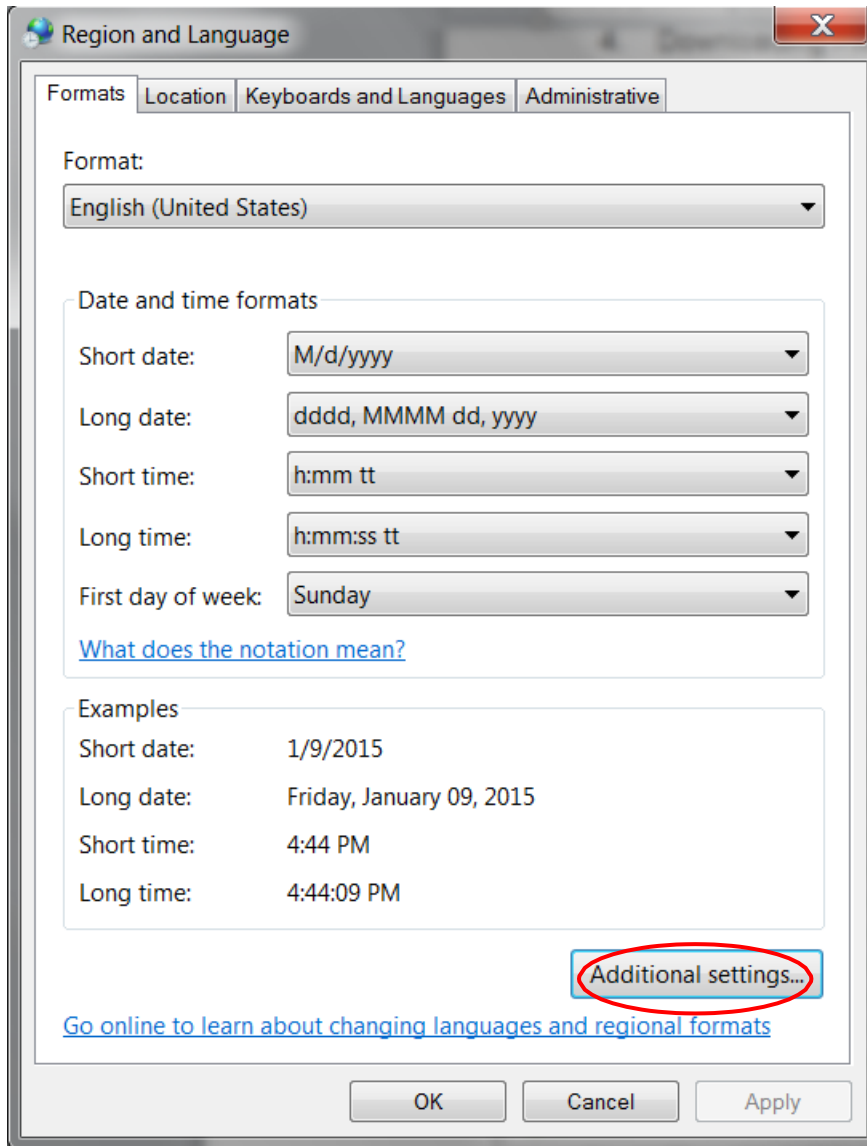 Region and Language
4. Downloading
Formats Location Keyboards and Languages Administrative
Format:
English (United States)
Date and time formats
Short date: M/d/yyyy
Long date: dddd, MMMM dd, yyyy
Short time: h:mm tt
Long time: h:mm:ss tt
First day of week: Sunday
What does the notation mean?
Examples
Short date: 1/9/2015
Long date: Friday, January 09, 2015
Short time: 4:44 PM
Long time: 4:44:09 PM
Additional settings...
Go online to learn about changing languages and regional formats
OK Cancel Apply